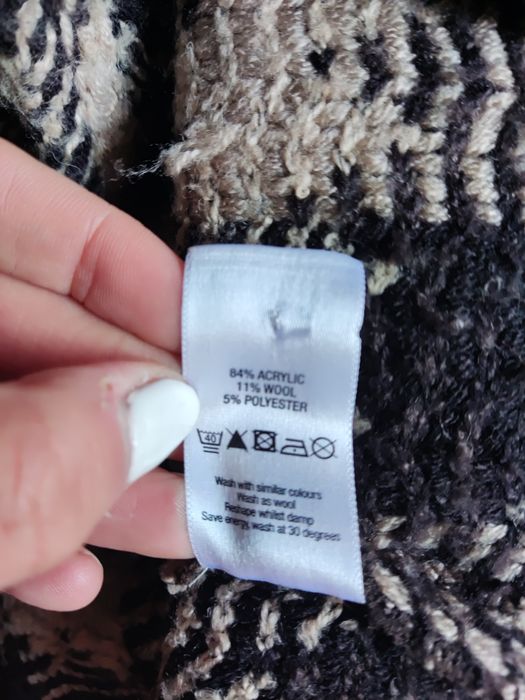 84% ACRYLIC
11% WOOL
5% POLYESTER
40
Wash with similar colours
Wash as wool
Reshape whilst damp
Save energy, wash at 30 degrees